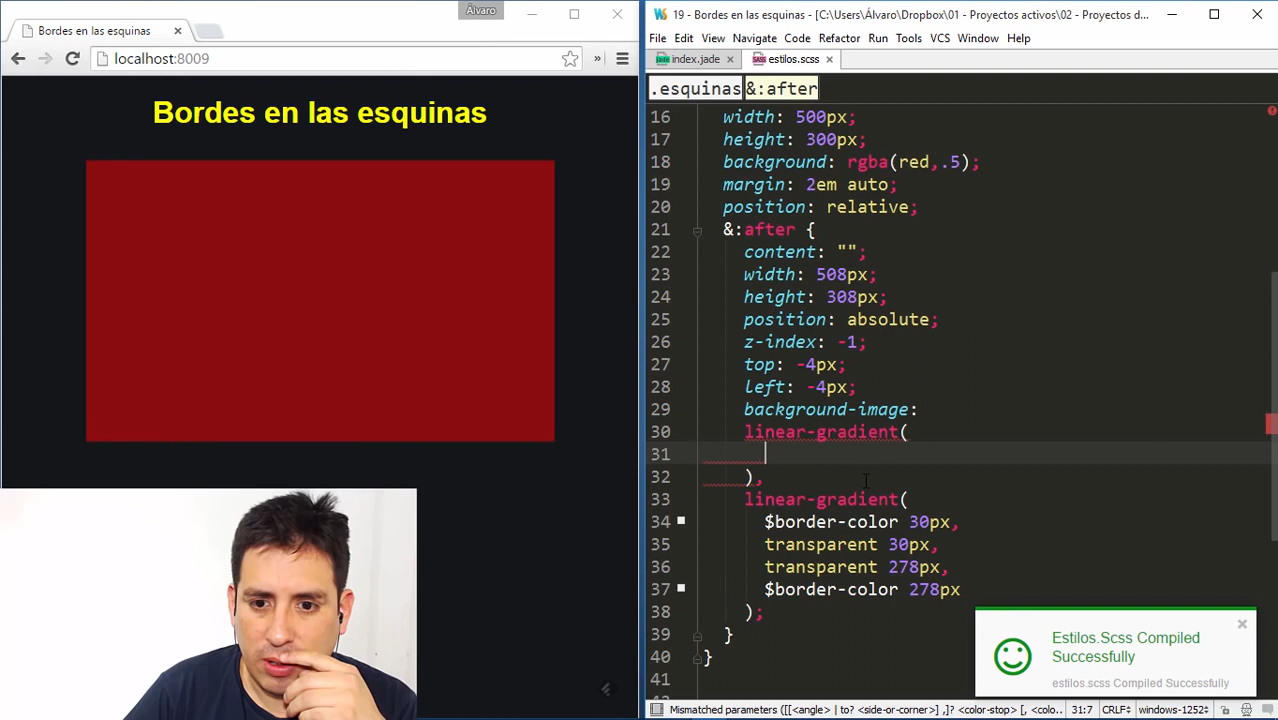 Álvaro
Bordes en las esquinas
localhost:8009
Bordes en las esquinas
19 - Bordes en las esquinas - [C:\Users\Álvaro\Dropbox\01 - Proyectos activos\02 - Proyectos d...
File Edit View Navigate Code Refactor Run Tools VCS Window Help
index.jade estilos.scss
.esquinas &:after
16 width: 500px;
17 height: 300px;
18 background: rgba(red,.5);
19 margin: 2em auto;
20 position: relative;
21 &:after {
22 content: "";
23 width: 508px;
24 height: 308px;
25 position: absolute;
26 z-index: -1;
27 top: -4px;
28 left: -4px;
29 background-image:
30 linear-gradient(
31
32 ),
33 linear-gradient(
34 $border-color 30px,
35 transparent 30px,
36 transparent 278px,
37 $border-color 278px
38 );
39 }
40 }
41
Estilos.Scss Compiled
Successfully
estilos.scss Compiled Successfully
Mismatched parameters ([[<angle> | to? <side-or-corner>] ,]? <color-stop> [, <colo... 31:7 CRLF windows-1252